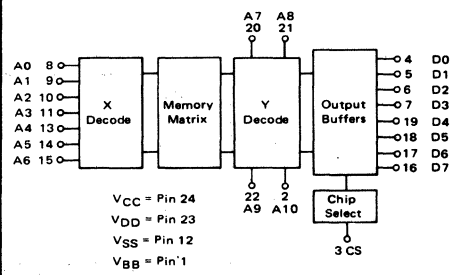 A7 A8
20 21
A0 8
A1 9
A2 10
A3 11
A4 13
A5 14
A6 15
X
Decode
Memory
Matrix
Y
Decode
Output
Buffers
4 D0
5 D1
6 D2
7 D3
19 D4
18 D5
17 D6
16 D7
22 2
A9 A10
Chip
Select
3 CS
VCC = Pin 24
VDD = Pin 23
VSS = Pin 12
VBB = Pin 1